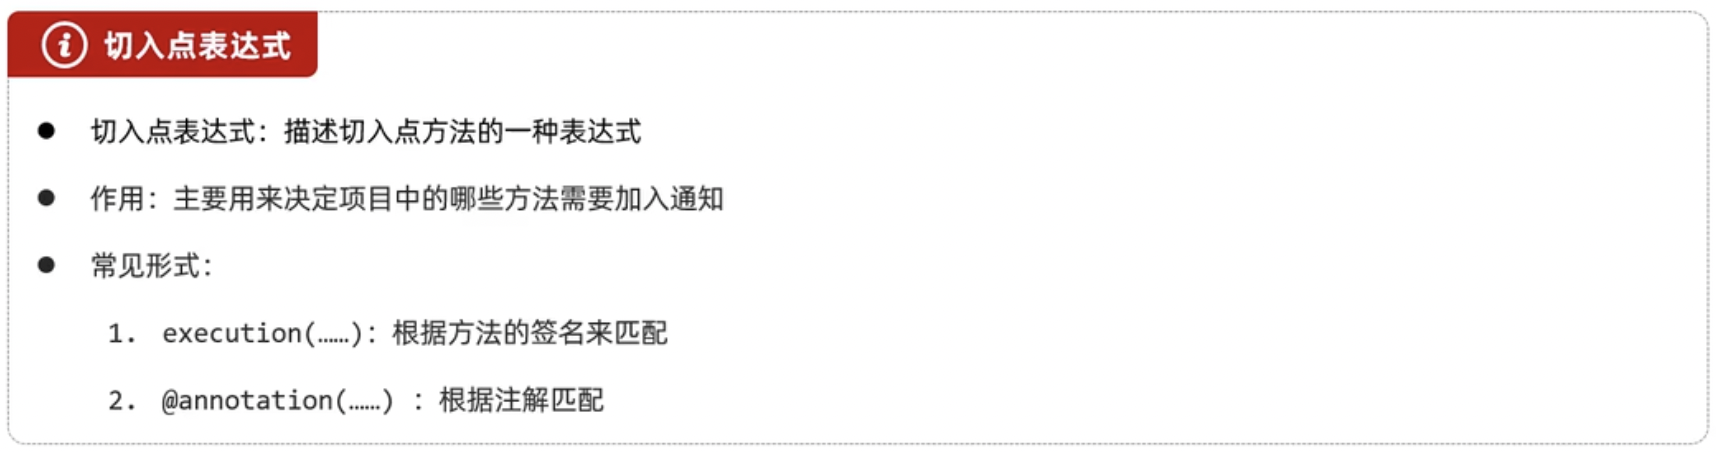 切入点表达式
● 切入点表达式：描述切入点方法的一种表达式
● 作用：主要用来决定项目中的哪些方法需要加入通知
● 常见形式：
1. execution(……)：根据方法的签名来匹配
2. @annotation(……) ：根据注解匹配